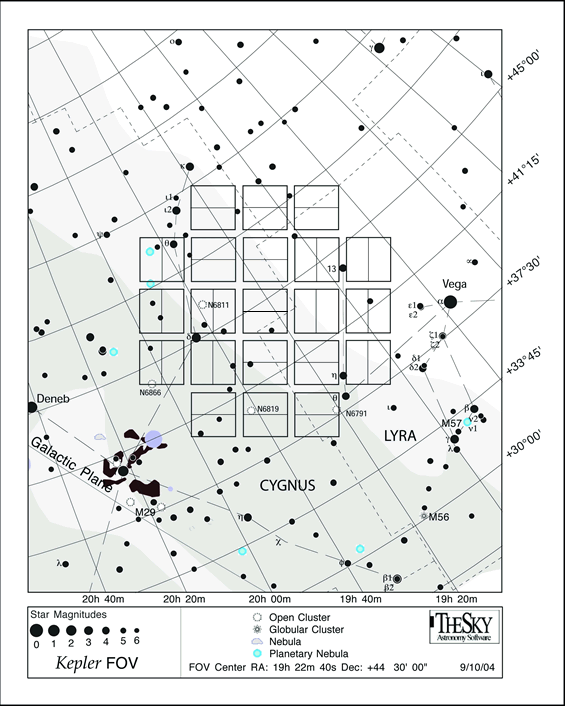 α
γ
ι
+45°00'
κ
+41°15'
ι1
ι2
ψ
θ
+37°30'
13
α
Vega
α
ε1
ε2
N6811
δ
ζ1
ζ2
+33°45'
δ1
δ2
η
N6866
Deneb
θ
N6819
N6791
ι
β
ν2
ν1
M57
γ
λ
+30°00'
LYRA
Galactic Plane
CYGNUS
M29
η
M56
χ
λ
φ
β1
β2
20h 40m
20h 20m
20h 00m
19h 40m
19h 20m
Star Magnitudes
0 1 2 3 4 5 6
Kepler FOV
Open Cluster
Globular Cluster
Nebula
Planetary Nebula
THESKY
Astronomy Software
FOV Center RA: 19h 22m 40s Dec: +44 30' 00"
9/10/04